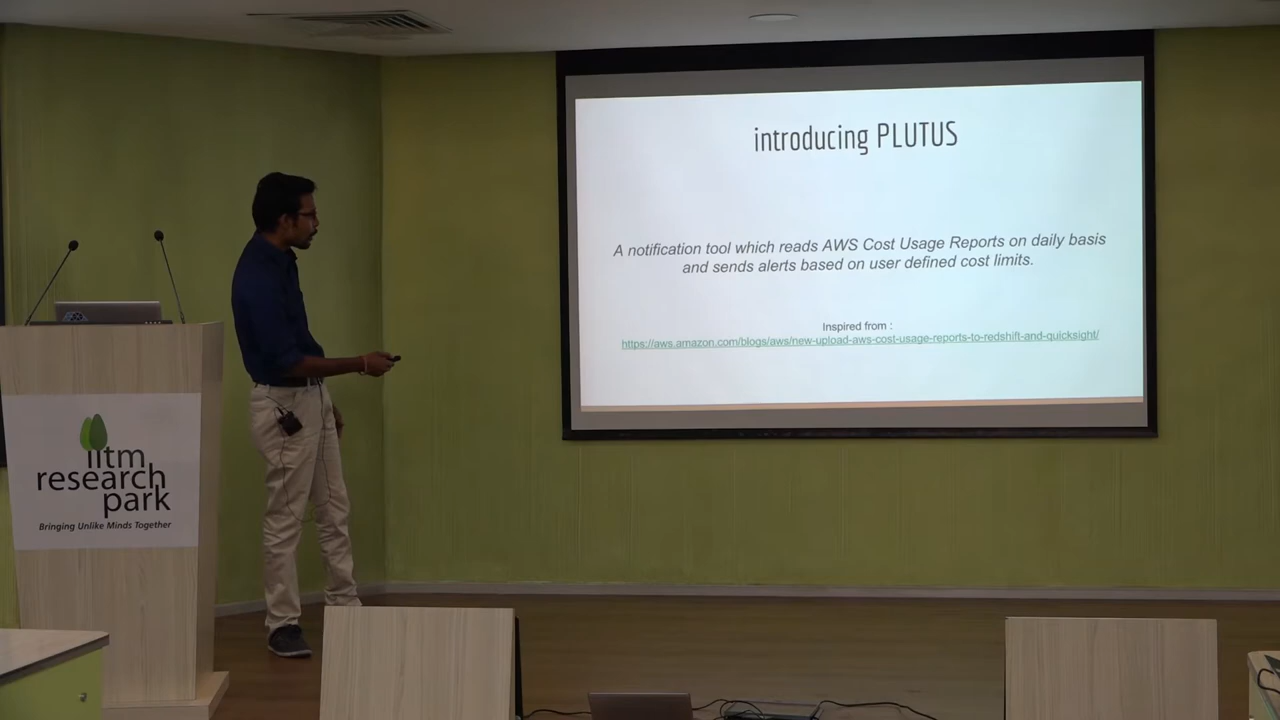 introducing PLUTUS
A notification tool which reads AWS Cost Usage Reports on daily basis
and sends alerts based on user defined cost limits.
Inspired from :
https://aws.amazon.com/blogs/aws/new-upload-aws-cost-usage-reports-to-redshift-and-quicksight/
iitm
research
park
Bringing Unlike Minds Together